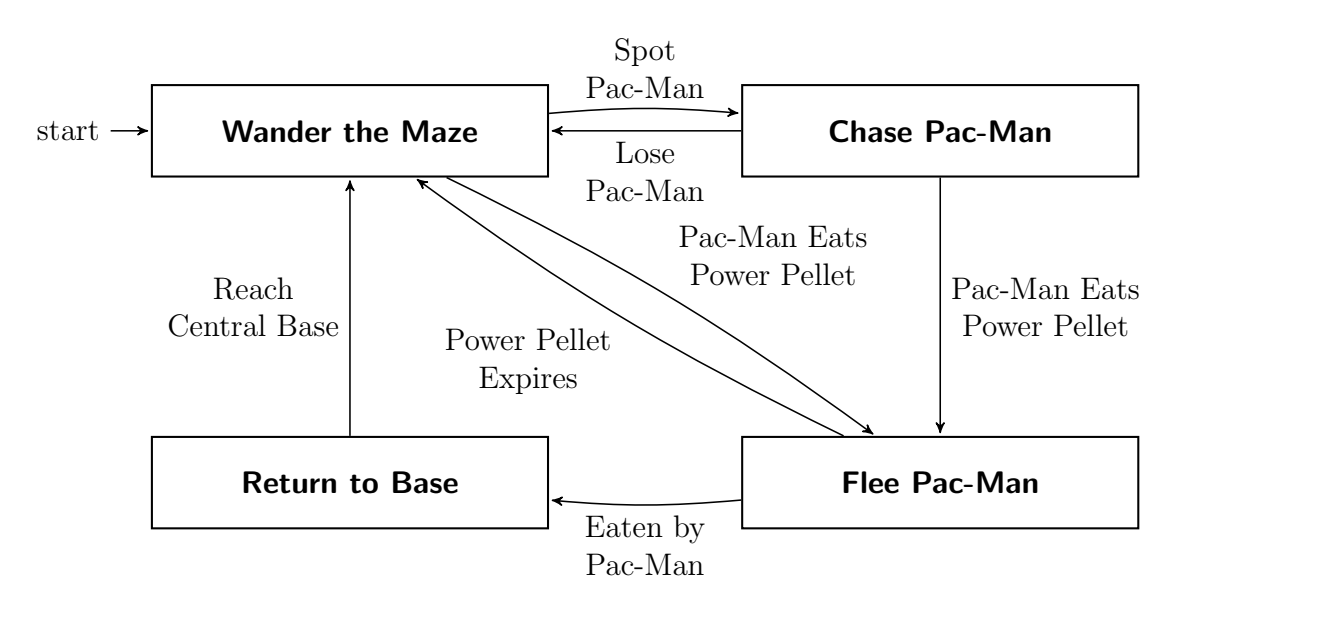 Spot
Pac-Man
start
Wander the Maze
Chase Pac-Man
Lose
Pac-Man
Pac-Man Eats
Power Pellet
Reach
Central Base
Pac-Man Eats
Power Pellet
Power Pellet
Expires
Return to Base
Flee Pac-Man
Eaten by
Pac-Man